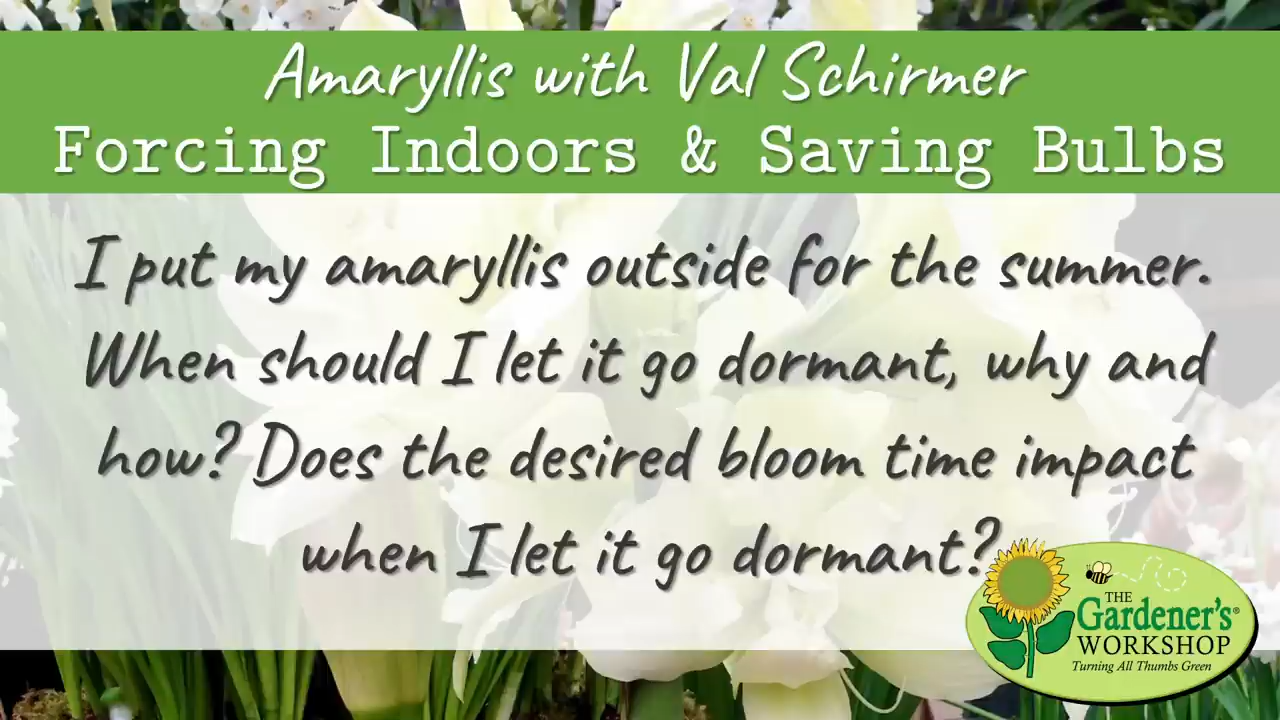 Amaryllis with Val Schirmer
Forcing Indoors & Saving Bulbs
I put my amaryllis outside for the summer.
When should I let it go dormant, why and
how? Does the desired bloom time impact
when I let it go dormant?
THE
Gardener's®
WORKSHOP
Turning All Thumbs Green